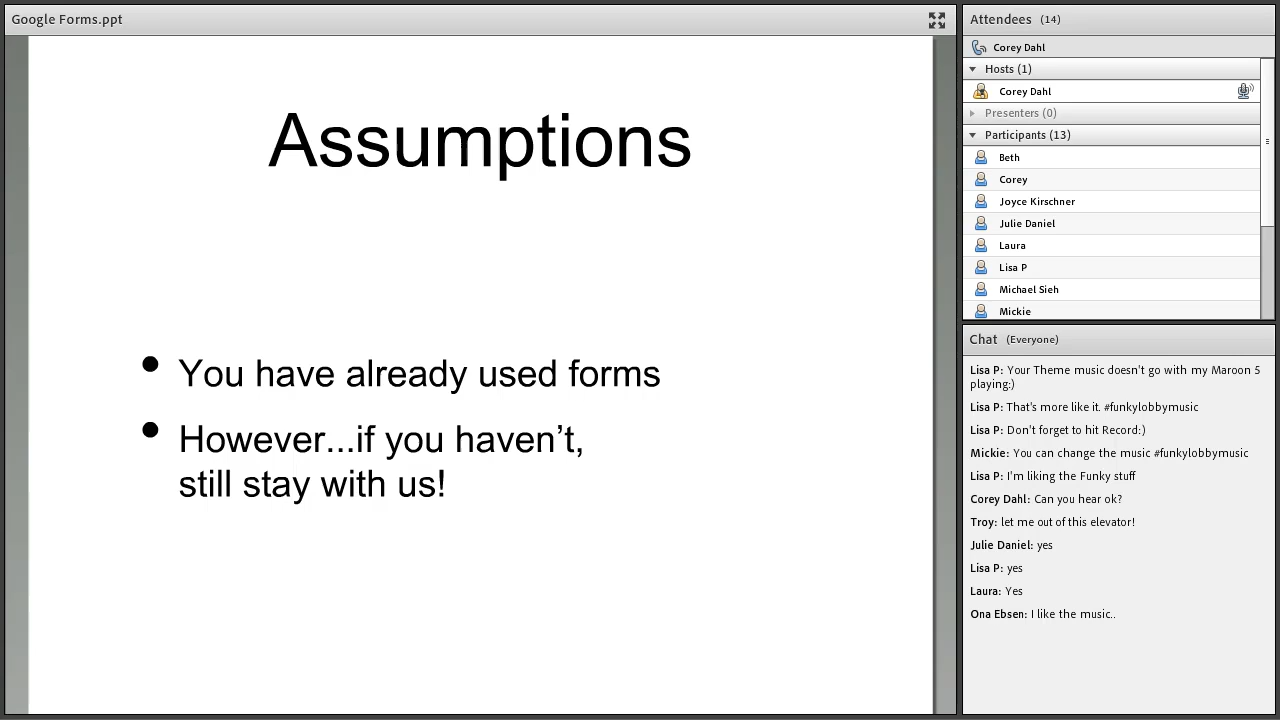 Google Forms.ppt
Assumptions
• You have already used forms
• However...if you haven’t,
still stay with us!
Attendees (14)
Corey Dahl
Hosts (1)
Corey Dahl
Presenters (0)
Participants (13)
Beth
Corey
Joyce Kirschner
Julie Daniel
Laura
Lisa P
Michael Sieh
Mickie
Chat (Everyone)
Lisa P: Your Theme music doesn't go with my Maroon 5
playing:)
Lisa P: That's more like it. #funkylobbymusic
Lisa P: Don't forget to hit Record:)
Mickie: You can change the music #funkylobbymusic
Lisa P: I'm liking the Funky stuff
Corey Dahl: Can you hear ok?
Troy: let me out of this elevator!
Julie Daniel: yes
Lisa P: yes
Laura: Yes
Ona Ebsen: I like the music..